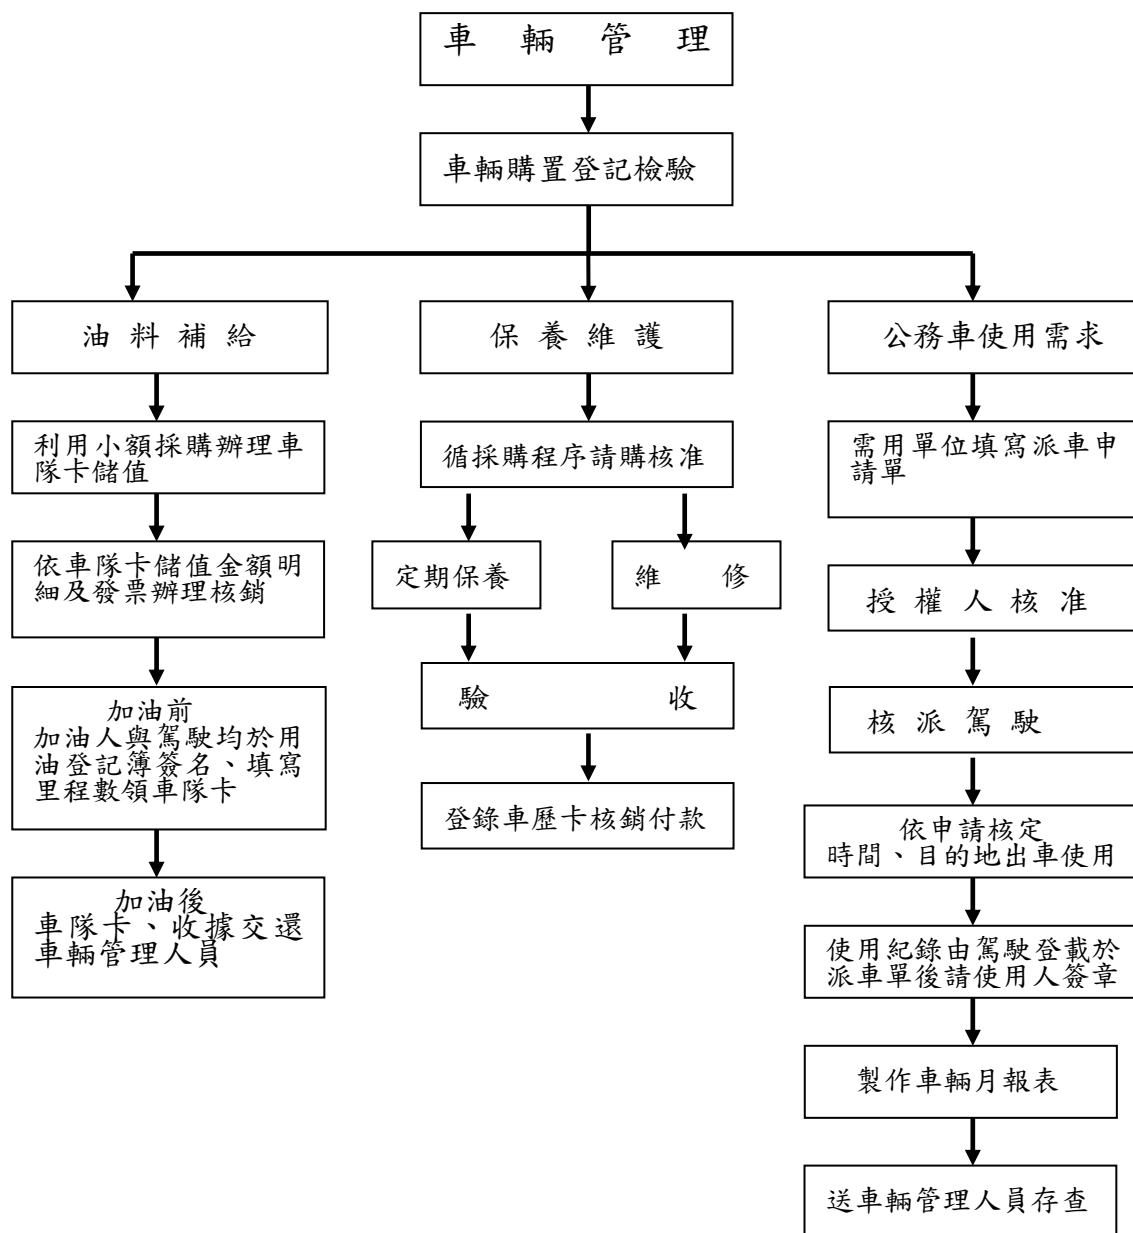 車輛管理
車輛購置登記檢驗
油料補給
利用小額採購辦理車
隊卡儲值
依車隊卡儲值金額明
細及發票辦理核銷
加油前
加油人與駕駛均於用
油登記簿簽名、填寫
里程數領車隊卡
加油後
車隊卡、收據交還
車輛管理人員
保養維護
循採購程序請購核准
定期保養
維修
驗收
登錄車歷卡核銷付款
公務車使用需求
需用單位填寫派車申
請單
授權人核准
核派駕駛
依申請核定
時間、目的地出車使用
使用紀錄由駕駛登載於
派車單後請使用人簽章
製作車輛月報表
送車輛管理人員存查